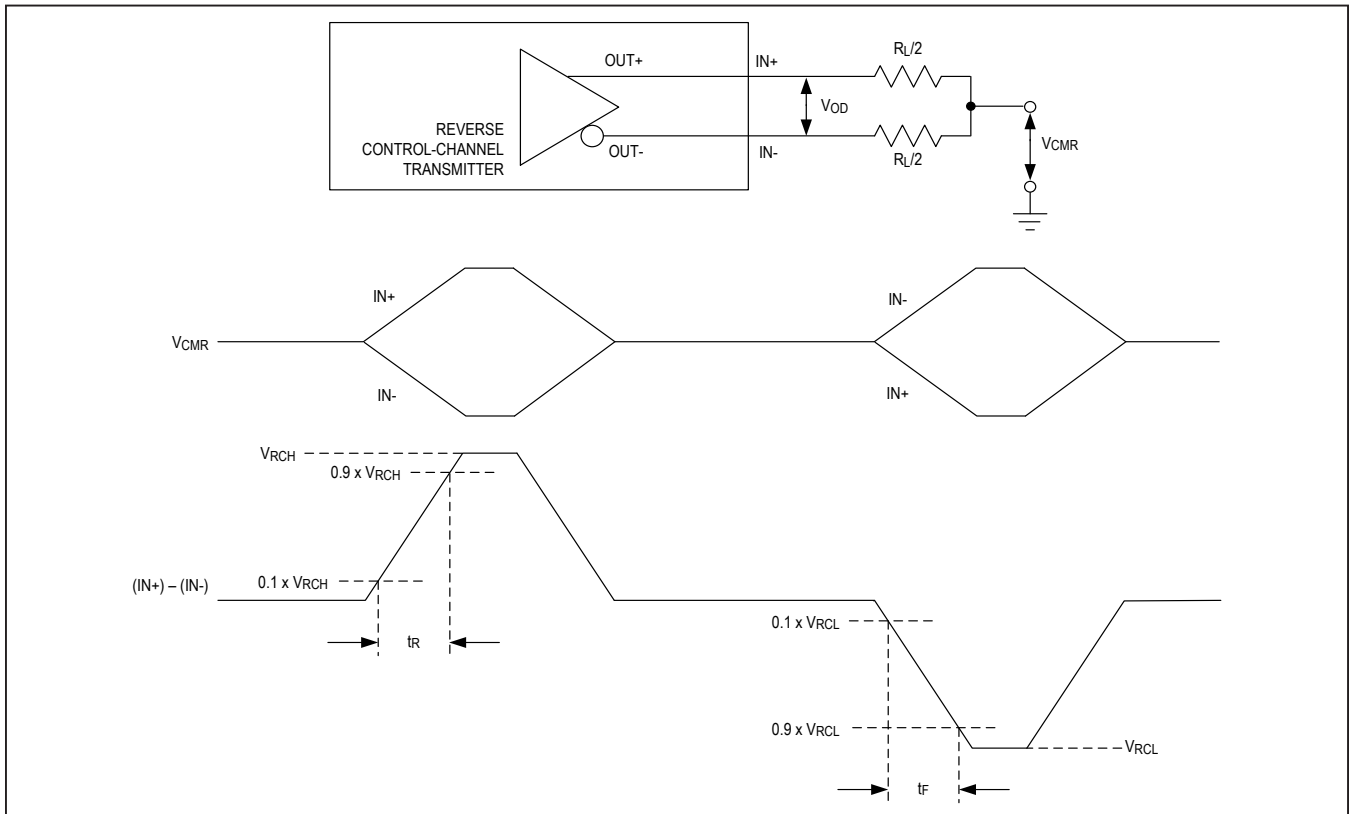 REVERSE
CONTROL-CHANNEL
TRANSMITTER
OUT+
OUT-
IN+
IN-
VOD
RL/2
RL/2
VCMR
VCMR
IN+
IN-
IN-
IN+
VRCH
0.9 x VRCH
0.1 x VRCH
(IN+) – (IN-)
tR
0.1 x VRCL
0.9 x VRCL
VRCL
tF